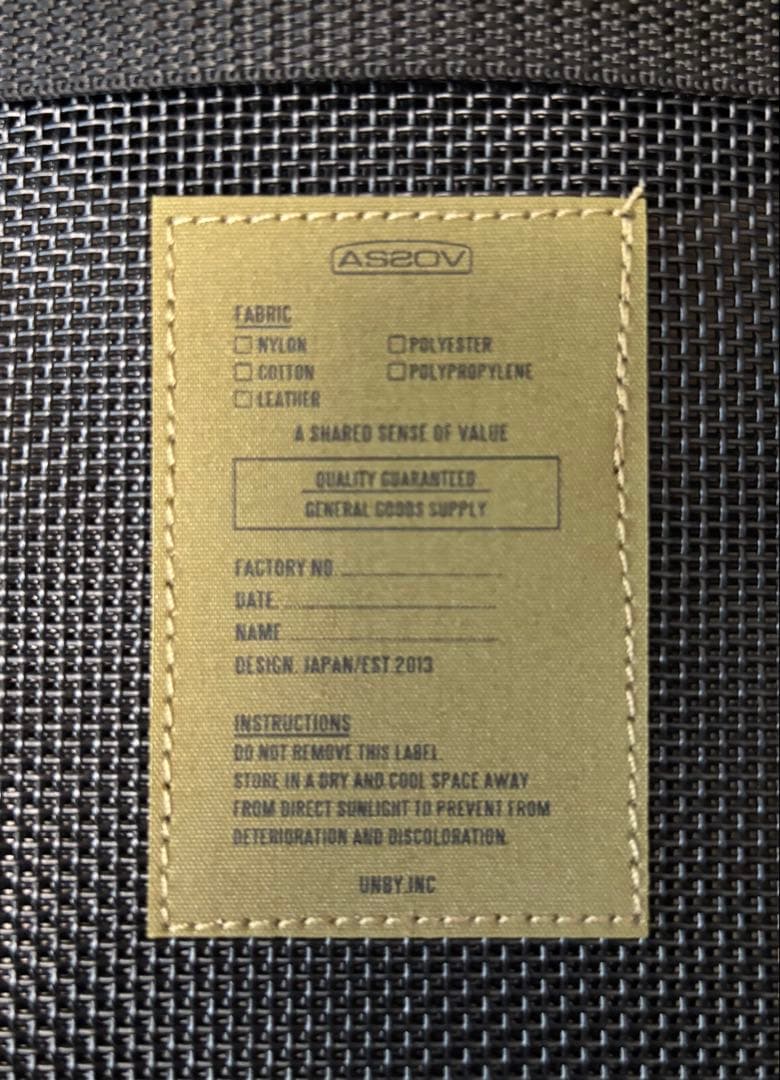 ASSOV
FABRIC
☐ NYLON ☐ POLYESTER
☐ COTTON ☐ POLYPROPYLENE
☐ LEATHER
A SHARED SENSE OF VALUE
QUALITY GUARANTEED
GENERAL GOODS SUPPLY
FACTORY NO.
DATE.
NAME
DESIGN. JAPAN/EST.2013
INSTRUCTIONS
DO NOT REMOVE THIS LABEL.
STORE IN A DRY AND COOL SPACE AWAY
FROM DIRECT SUNLIGHT TO PREVENT FROM
DETERIORATION AND DISCOLORATION.
UNBY.INC